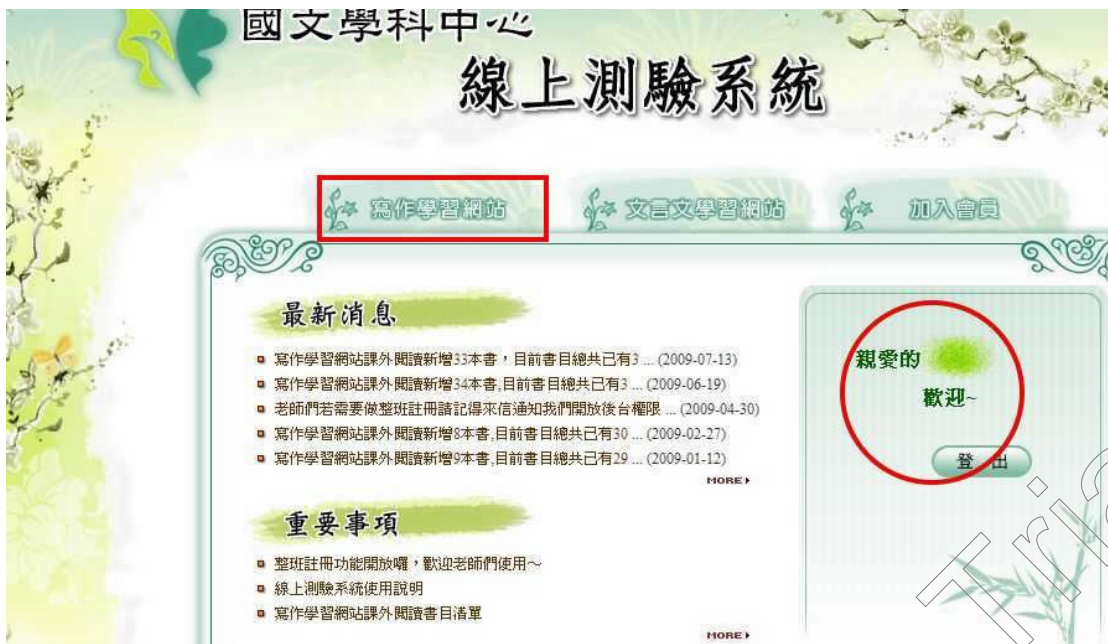 國文學科中心
線上測驗系統
寫作學習網站
文言文學習網站
加入會員
最新消息
寫作學習網站課外閱讀新增33本書，目前書目總共已有3 ... (2009-07-13)
寫作學習網站課外閱讀新增34本書,目前書目總共已有3 ... (2009-06-19)
老師們若需要做整班註冊請記得來信通知我們開放後台權限 ... (2009-04-30)
寫作學習網站課外閱讀新增8本書,目前書目總共已有30 ... (2009-02-27)
寫作學習網站課外閱讀新增9本書,目前書目總共已有29 ... (2009-01-12)
MORE
親愛的
歡迎~
登 出
重要事項
整班註冊功能開放囉，歡迎老師們使用～
線上測驗系統使用說明
寫作學習網站課外閱讀書目清單
MORE